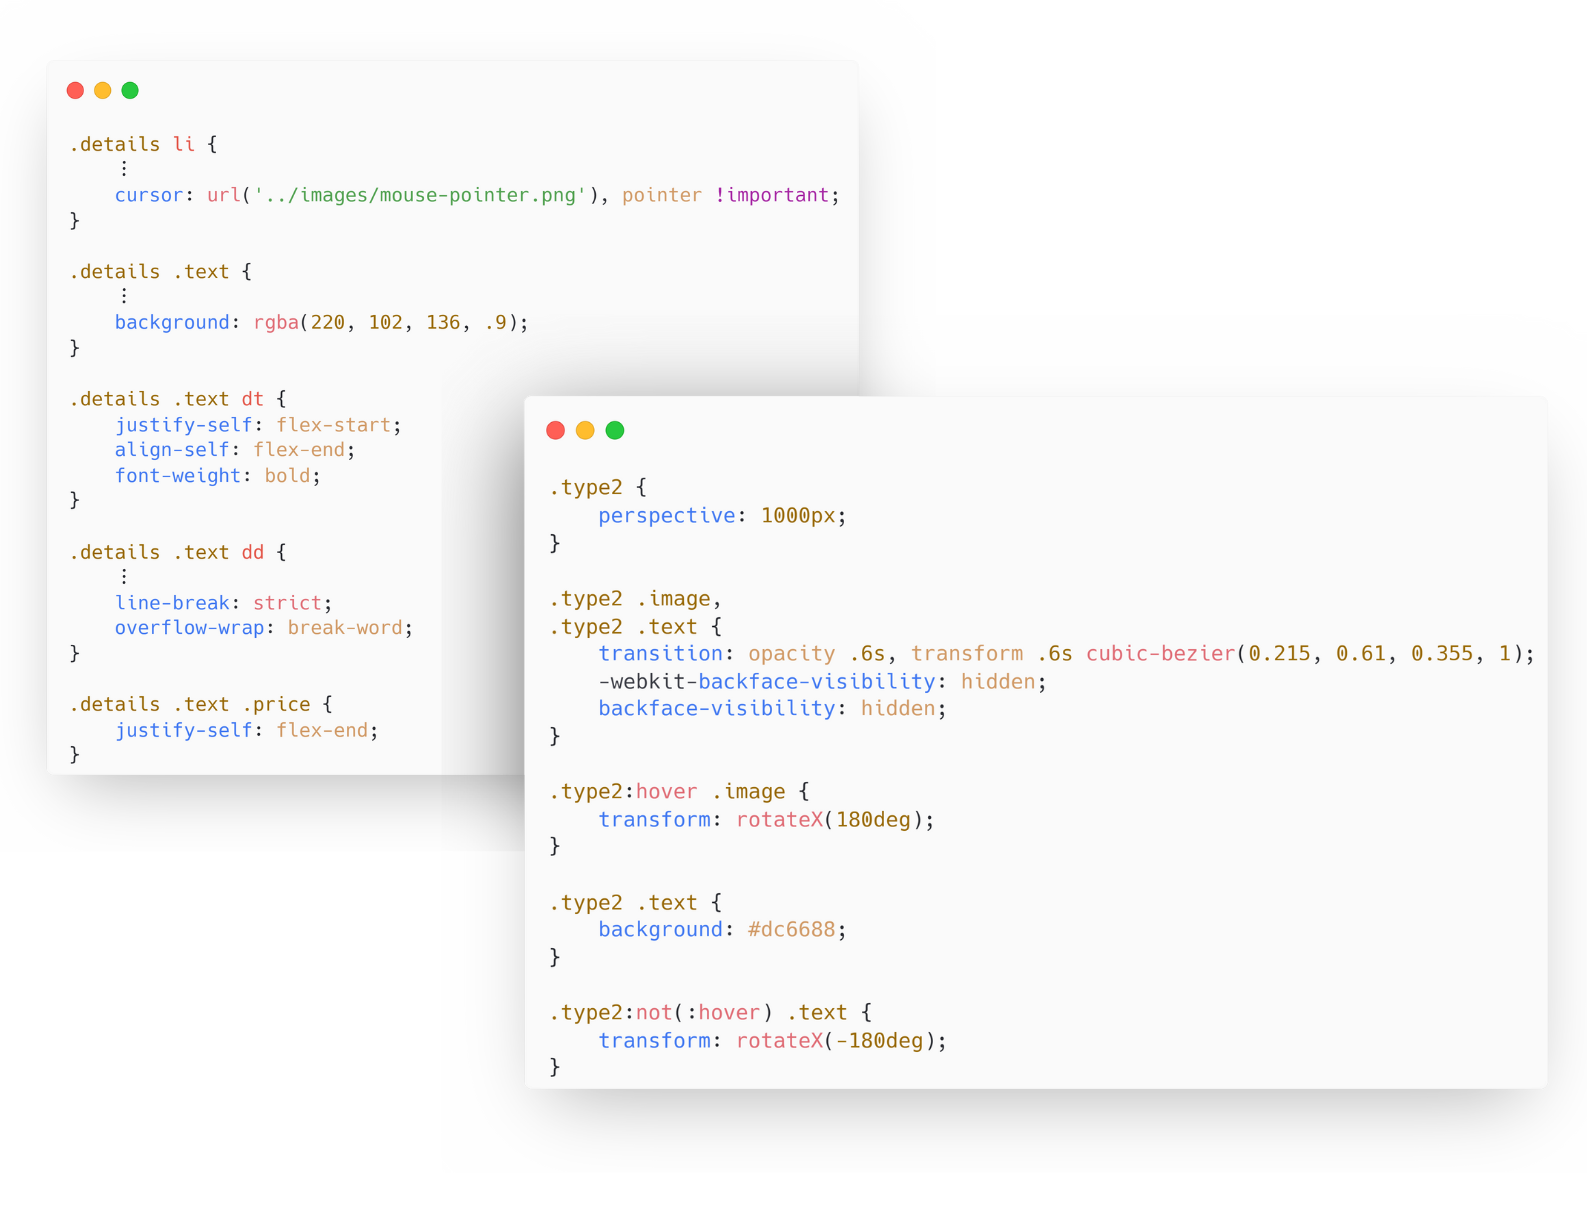 .details li {
    ⋮
    cursor: url('../images/mouse-pointer.png'), pointer !important;
}

.details .text {
    ⋮
    background: rgba(220, 102, 136, .9);
}

.details .text dt {
    justify-self: flex-start;
    align-self: flex-end;
    font-weight: bold;
}

.details .text dd {
    ⋮
    line-break: strict;
    overflow-wrap: break-word;
}

.details .text .price {
    justify-self: flex-end;
}

.type2 {
    perspective: 1000px;
}

.type2 .image,
.type2 .text {
    transition: opacity .6s, transform .6s cubic-bezier(0.215, 0.61, 0.355, 1);
    -webkit-backface-visibility: hidden;
    backface-visibility: hidden;
}

.type2:hover .image {
    transform: rotateX(180deg);
}

.type2 .text {
    background: #dc6688;
}

.type2:not(:hover) .text {
    transform: rotateX(-180deg);
}